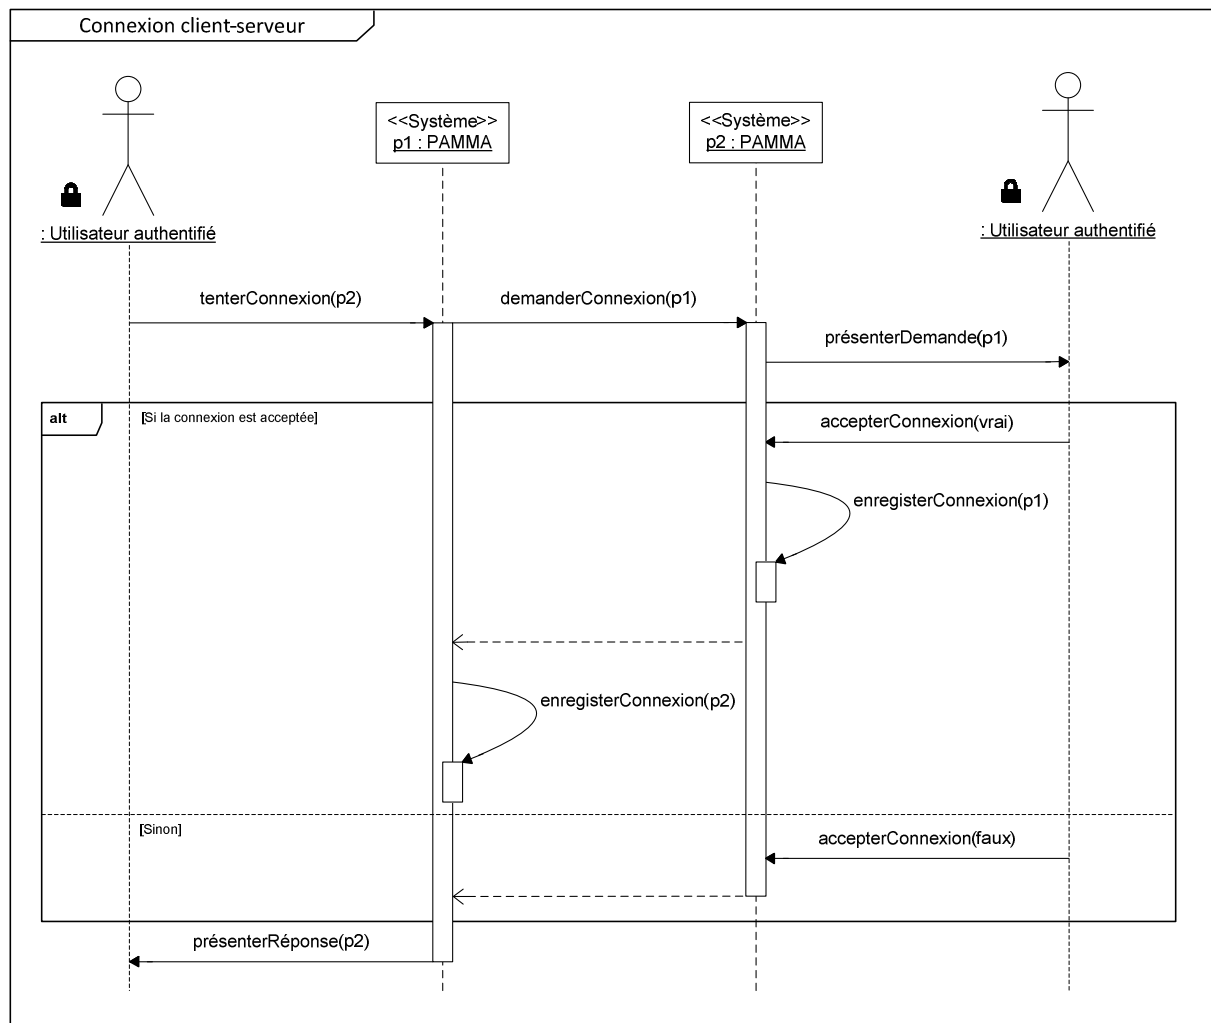 Connexion client-serveur
<<Système>>
p1 : PAMMA
<<Système>>
p2 : PAMMA
: Utilisateur authentifié
: Utilisateur authentifié
tenterConnexion(p2)
demanderConnexion(p1)
présenterDemande(p1)
alt
[Si la connexion est acceptée]
accepterConnexion(vrai)
enregisterConnexion(p1)
enregisterConnexion(p2)
[Sinon]
accepterConnexion(faux)
présenterRéponse(p2)